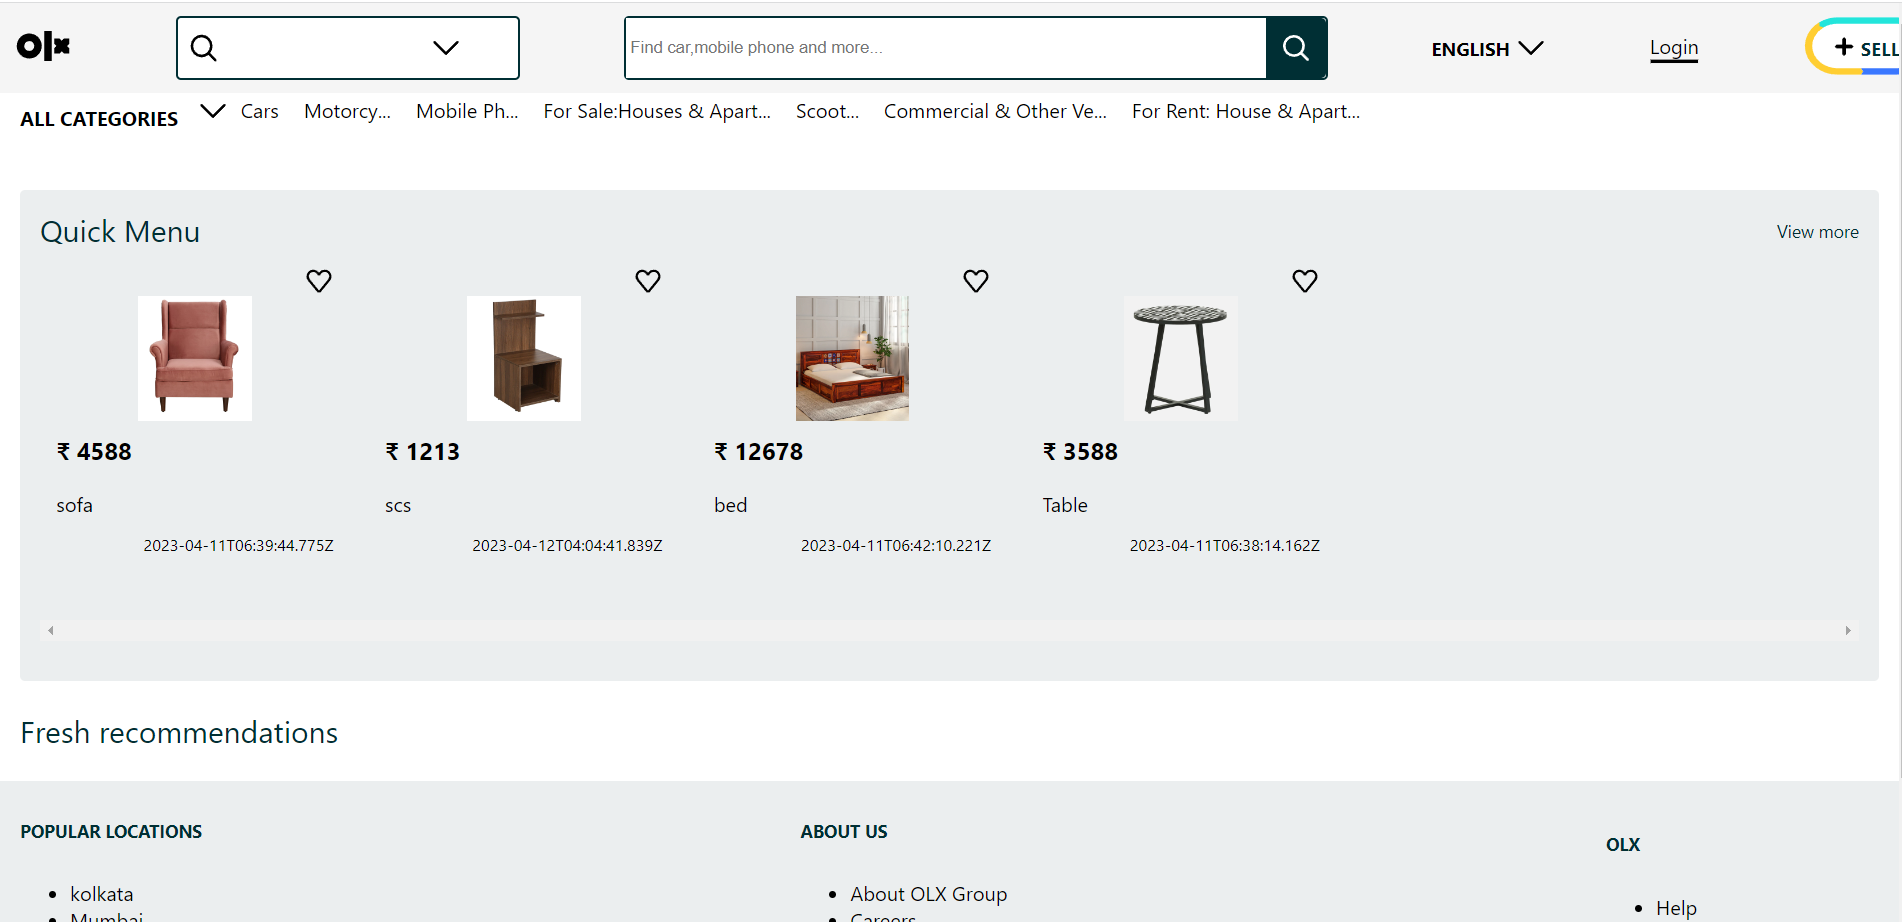 olx
Find car,mobile phone and more...
ENGLISH
Login
+ SELL
ALL CATEGORIES
Cars
Motorcy...
Mobile Ph...
For Sale:Houses & Apart...
Scoot...
Commercial & Other Ve...
For Rent: House & Apart...
Quick Menu
View more
₹ 4588
sofa
2023-04-11T06:39:44.775Z
₹ 1213
scs
2023-04-12T04:04:41.839Z
₹ 12678
bed
2023-04-11T06:42:10.221Z
₹ 3588
Table
2023-04-11T06:38:14.162Z
Fresh recommendations
POPULAR LOCATIONS
• kolkata
• Mumbai
ABOUT US
• About OLX Group
• Careers
OLX
• Help